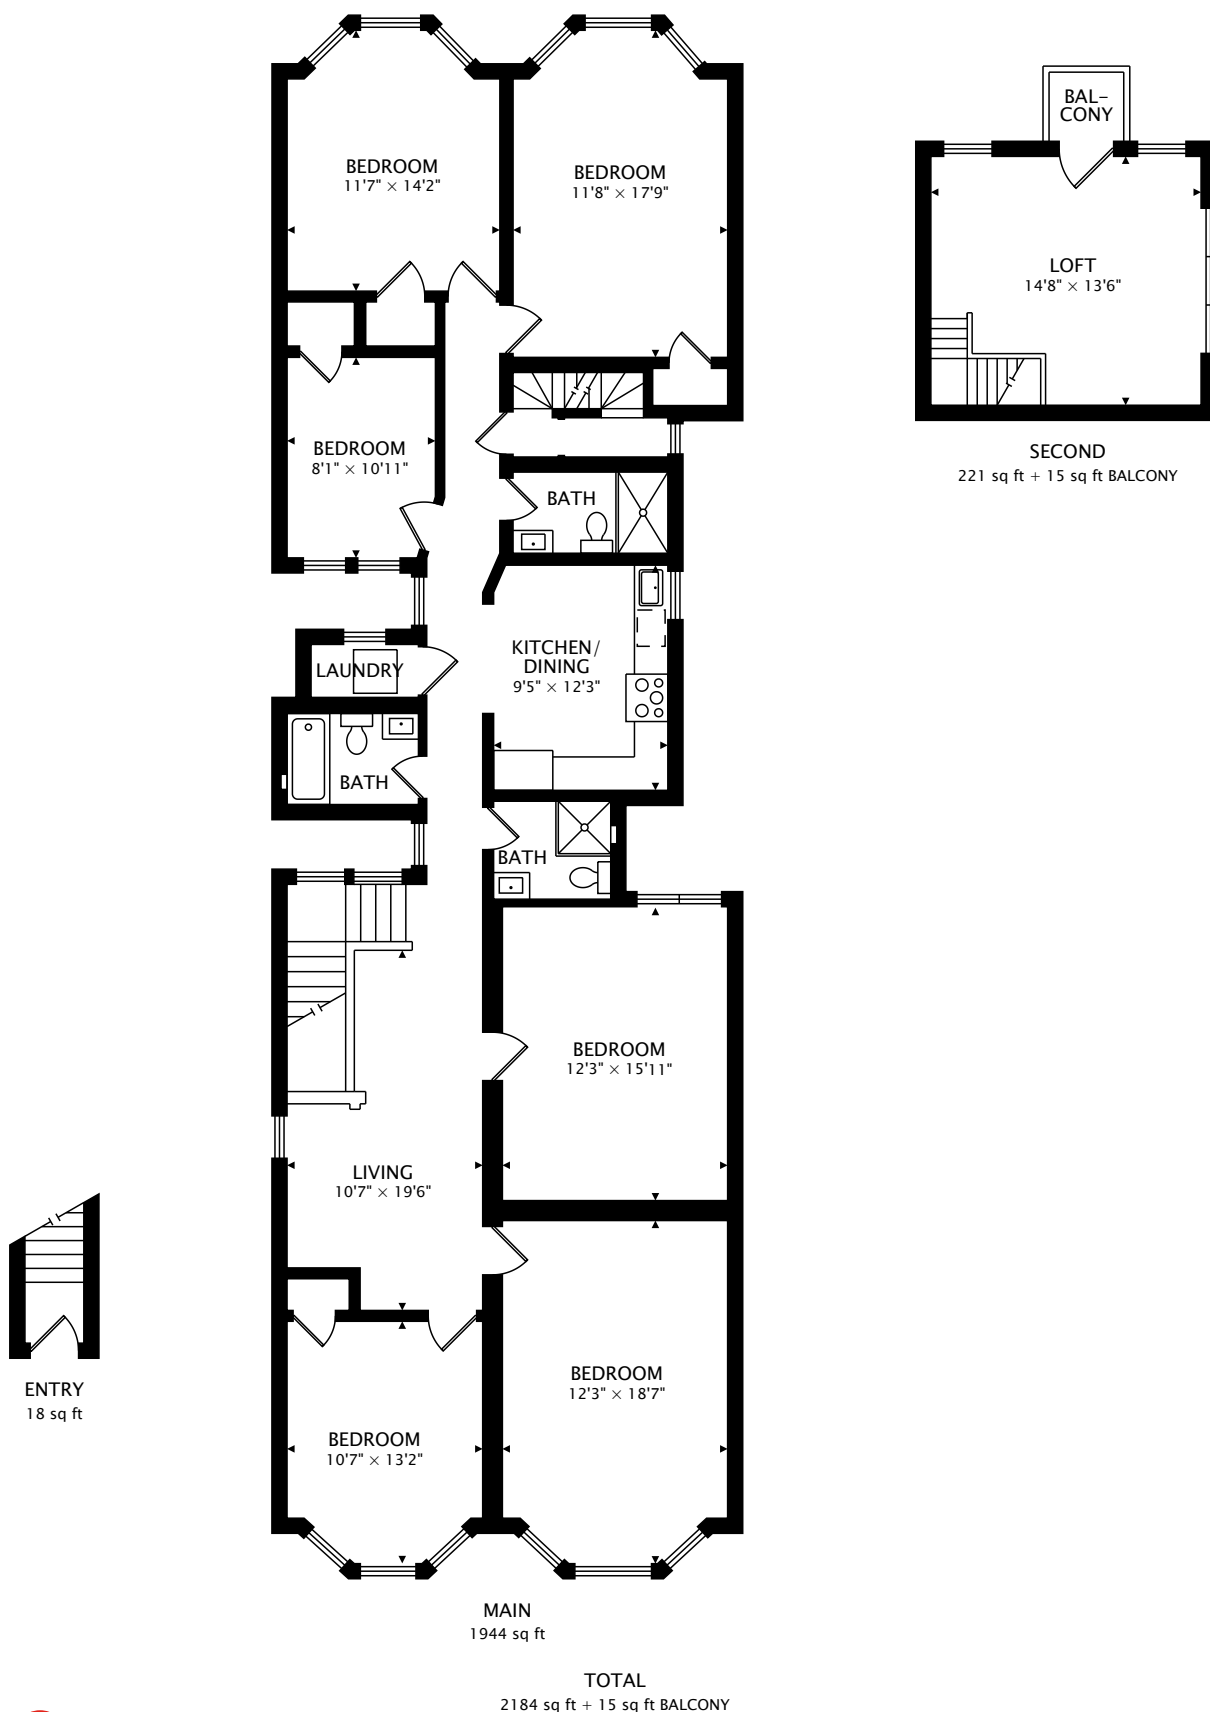 BEDROOM
11'7" × 14'2"
BEDROOM
11'8" × 17'9"
BAL-
CONY
LOFT
14'8" × 13'6"
SECOND
221 sq ft + 15 sq ft BALCONY
BEDROOM
8'1" × 10'11"
BATH
KITCHEN/
DINING
9'5" × 12'3"
LAUNDRY
BATH
BATH
BEDROOM
12'3" × 15'11"
LIVING
10'7" × 19'6"
ENTRY
18 sq ft
BEDROOM
12'3" × 18'7"
BEDROOM
10'7" × 13'2"
MAIN
1944 sq ft
TOTAL
2184 sq ft + 15 sq ft BALCONY